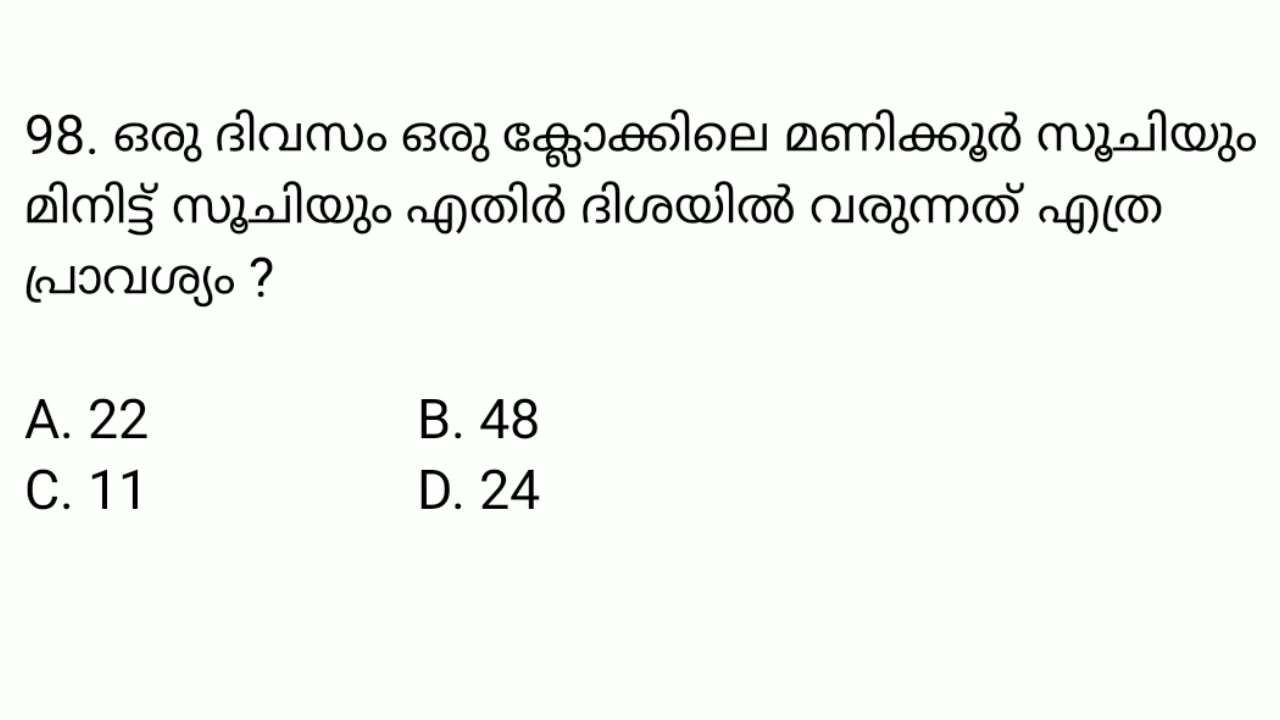 98. ഒരു ദിവസം ഒരു ക്ലോക്കിലെ മണിക്കൂർ സൂചിയും
മിനിട്ട് സൂചിയും എതിർ ദിശയിൽ വരുന്നത് എത്ര
പ്രാവശ്യം ?
A. 22 B. 48
C. 11 D. 24